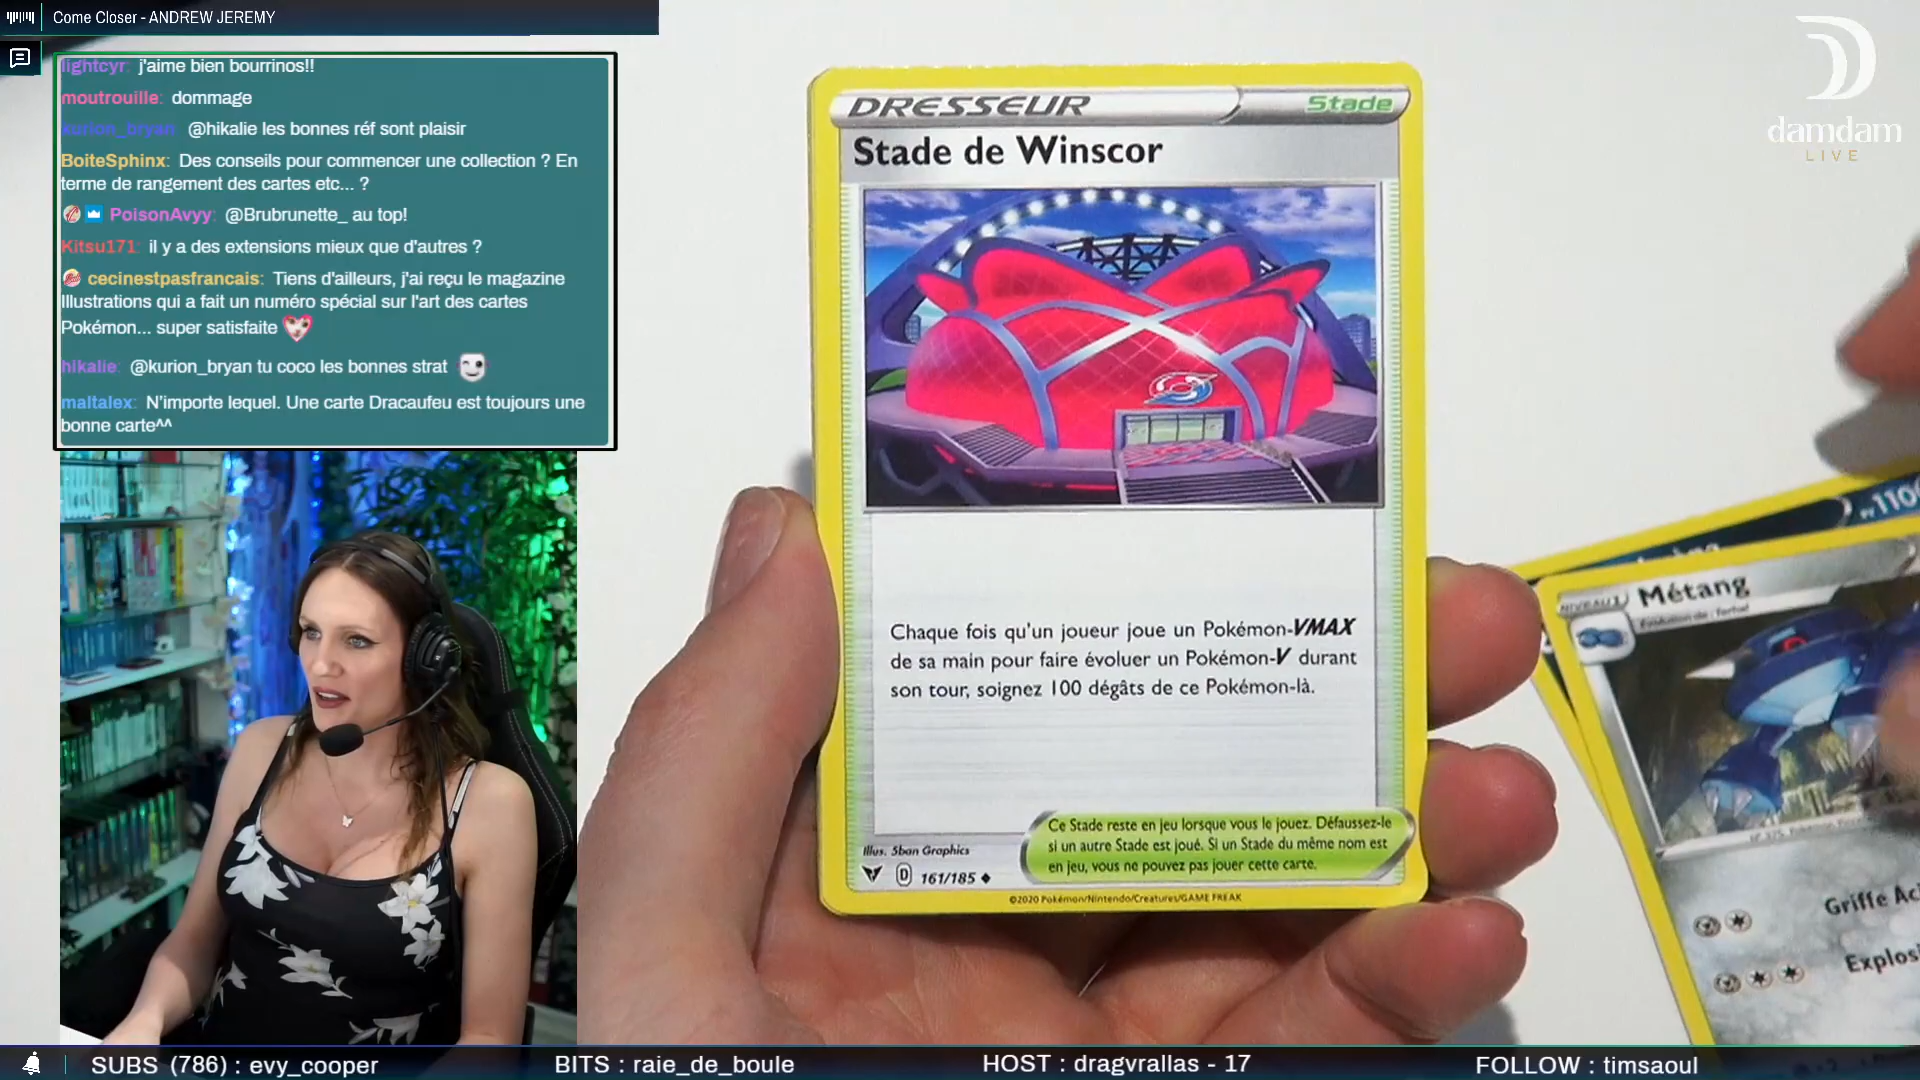 Come Closer - ANDREW JEREMY
lightcyr: j'aime bien bourrinos!!
moutrouille: dommage
kurion_bryan: @hikalie les bonnes réf sont plaisir
BoiteSphinx: Des conseils pour commencer une collection ? En
terme de rangement des cartes etc... ?
PoisonAvyy: @Brubrunette_ au top!
Kitsu171: il y a des extensions mieux que d'autres ?
cecinestpasfrancais: Tiens d'ailleurs, j'ai reçu le magazine
Illustrations qui a fait un numéro spécial sur l'art des cartes
Pokémon... super satisfaite
hikalie: @kurion_bryan tu coco les bonnes strat
maltalex: N'importe lequel. Une carte Dracaufeu est toujours une
bonne carte^^
damdam
LIVE
DRESSEUR
Stade
Stade de Winscor
Chaque fois qu'un joueur joue un Pokémon-VMAX
de sa main pour faire évoluer un Pokémon-V durant
son tour, soignez 100 dégâts de ce Pokémon-là.
Ce Stade reste en jeu lorsque vous le jouez. Défaussez-le
si un autre Stade est joué. Si un Stade du même nom est
en jeu, vous ne pouvez pas jouer cette carte.
Illus. 5ban Graphics
D 161/185
©2020 Pokémon/Nintendo/Creatures/GAME FREAK
PV 110
NIVEAU 1
Métang
Griffe
SUBS (786) : evy_cooper
BITS : raie_de_boule
HOST : dragvrallas - 17
FOLLOW : timsaoul